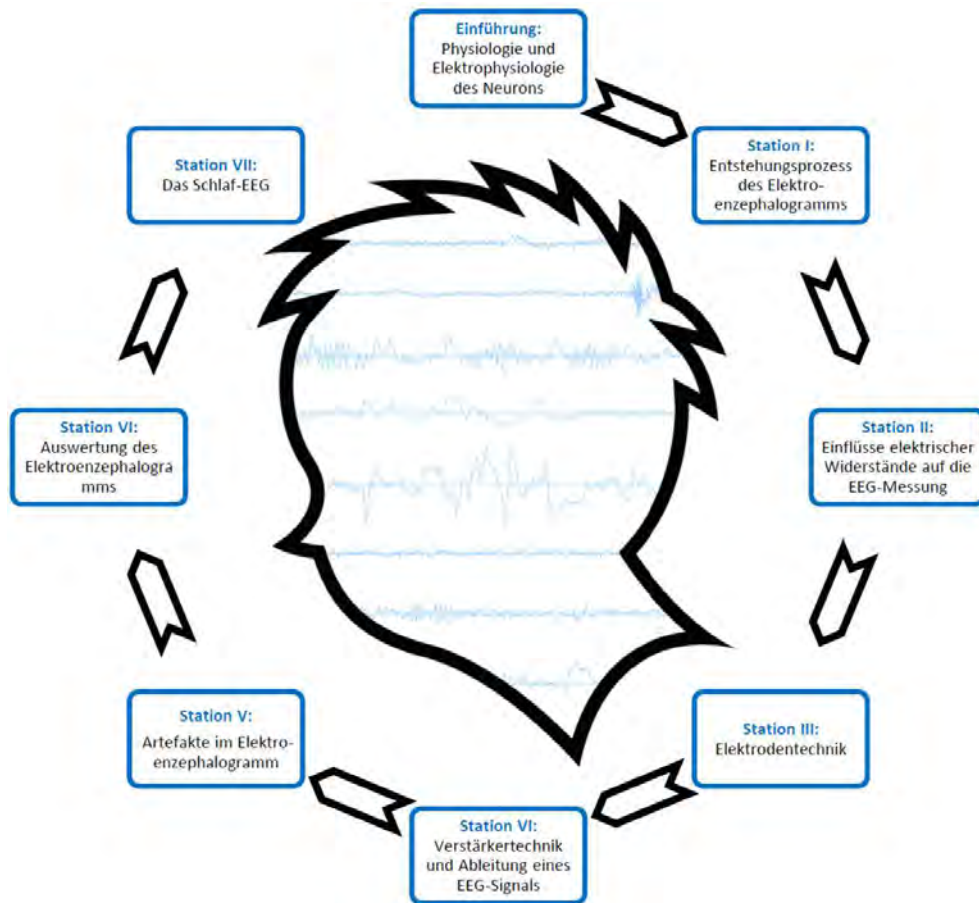 Einführung:
Physiologie und
Elektrophysiologie
des Neurons
Station I:
Entstehungsprozess
des Elektro-
enzephalogramms
Station II:
Einflüsse elektrischer
Widerstände auf die
EEG-Messung
Station III:
Elektrodentechnik
Station VI:
Verstärkertechnik
und Ableitung eines
EEG-Signals
Station V:
Artefakte im Elektro-
enzephalogramm
Station VI:
Auswertung des
Elektroenzephalogra
mms
Station VII:
Das Schlaf-EEG